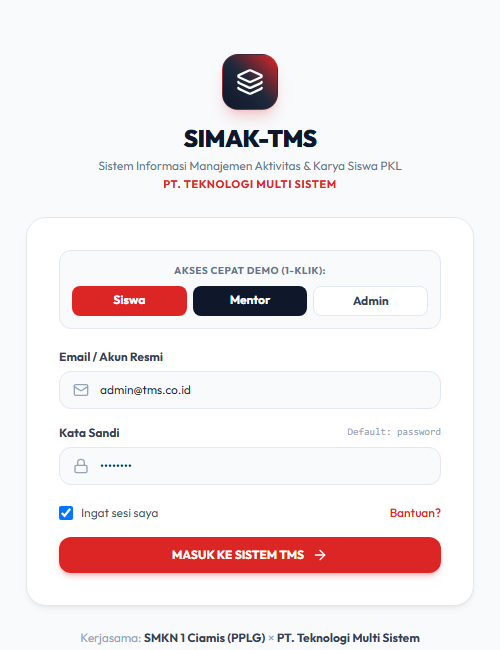 SIMAK-TMS
Sistem Informasi Manajemen Aktivitas & Karya Siswa PKL
PT. TEKNOLOGI MULTI SISTEM
AKSES CEPAT DEMO (1-KLIK):
Siswa Mentor Admin
Email / Akun Resmi
admin@tms.co.id
Kata Sandi Default: password
••••••••
Ingat sesi saya Bantuan?
MASUK KE SISTEM TMS →
Kerjasama: SMKN 1 Ciamis (PPLG) × PT. Teknologi Multi Sistem